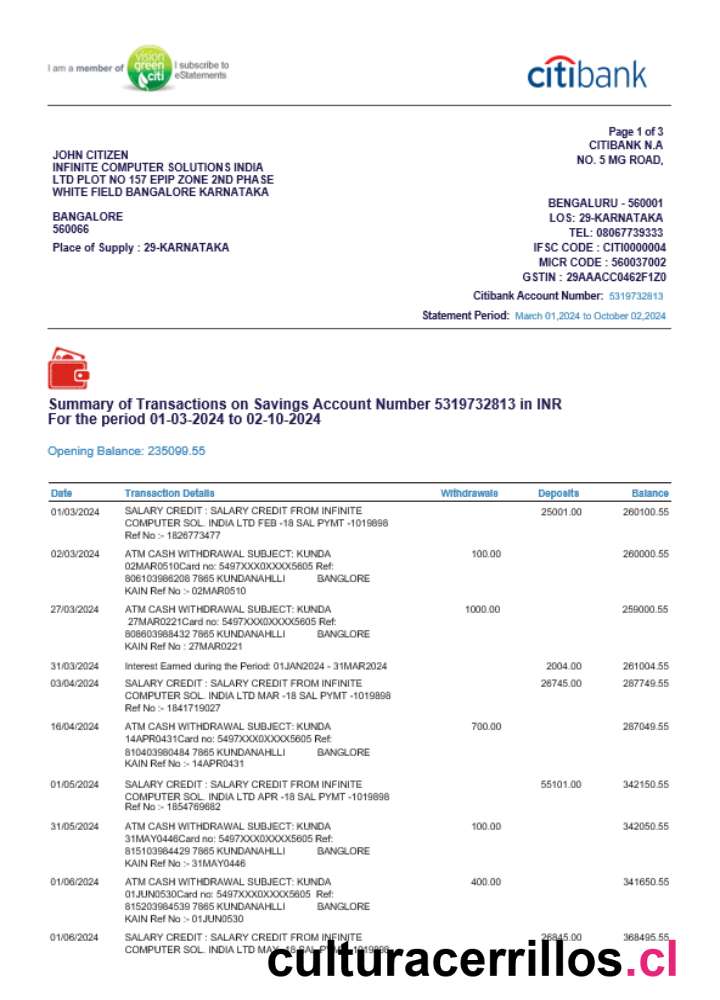 I am a member of
vision
green
citi
I subscribe to
eStatements
citibank
Page 1 of 3
CITIBANK N.A
NO. 5 MG ROAD,
JOHN CITIZEN
INFINITE COMPUTER SOLUTIONS INDIA
LTD PLOT NO 157 EPIP ZONE 2ND PHASE
WHITE FIELD BANGALORE KARNATAKA
BANGALORE
560066
Place of Supply : 29-KARNATAKA
BENGALURU - 560001
LOS: 29-KARNATAKA
TEL: 08067739333
IFSC CODE : CITI0000004
MICR CODE : 560037002
GSTIN : 29AAACC0462F1Z0
Citibank Account Number: 5319732813
Statement Period: March 01,2024 to October 02,2024
Summary of Transactions on Savings Account Number 5319732813 in INR
For the period 01-03-2024 to 02-10-2024
Opening Balance: 235099.55
Date Transaction Details Withdrawals Deposits Balance
01/03/2024 SALARY CREDIT : SALARY CREDIT FROM INFINITE 25001.00 260100.55
COMPUTER SOL. INDIA LTD FEB -18 SAL PYMT -1019898
Ref No :- 1826773477
02/03/2024 ATM CASH WITHDRAWAL SUBJECT: KUNDA 100.00 260000.55
02MAR0510Card no: 5497XXX0XXXX5605 Ref:
806103986208 7865 KUNDANAHLLI BANGLORE
KAIN Ref No :- 02MAR0510
27/03/2024 ATM CASH WITHDRAWAL SUBJECT: KUNDA 1000.00 259000.55
27MAR0221Card no: 5497XXX0XXXX5605 Ref:
808603988432 7865 KUNDANAHLLI BANGLORE
KAIN Ref No : 27MAR0221
31/03/2024 Interest Earned during the Period: 01JAN2024 - 31MAR2024 2004.00 261004.55
03/04/2024 SALARY CREDIT : SALARY CREDIT FROM INFINITE 26745.00 287749.55
COMPUTER SOL. INDIA LTD MAR -18 SAL PYMT -1019898
Ref No :- 1841719027
16/04/2024 ATM CASH WITHDRAWAL SUBJECT: KUNDA 700.00 287049.55
14APR0431Card no: 5497XXX0XXXX5605 Ref:
810403980484 7865 KUNDANAHLLI BANGLORE
KAIN Ref No :- 14APR0431
01/05/2024 SALARY CREDIT : SALARY CREDIT FROM INFINITE 55101.00 342150.55
COMPUTER SOL. INDIA LTD APR -18 SAL PYMT -1019898
Ref No :- 1854769682
31/05/2024 ATM CASH WITHDRAWAL SUBJECT: KUNDA 100.00 342050.55
31MAY0446Card no: 5497XXX0XXXX5605 Ref:
815103984429 7865 KUNDANAHLLI BANGLORE
KAIN Ref No :- 31MAY0446
01/06/2024 ATM CASH WITHDRAWAL SUBJECT: KUNDA 400.00 341650.55
01JUN0530Card no: 5497XXX0XXXX5605 Ref:
815203984539 7865 KUNDANAHLLI BANGLORE
KAIN Ref No :- 01JUN0530
01/06/2024 SALARY CREDIT : SALARY CREDIT FROM INFINITE 26845.00 368495.55
COMPUTER SOL. INDIA LTD MAY -18 SAL PYMT -1019898
culturacerrillos.cl